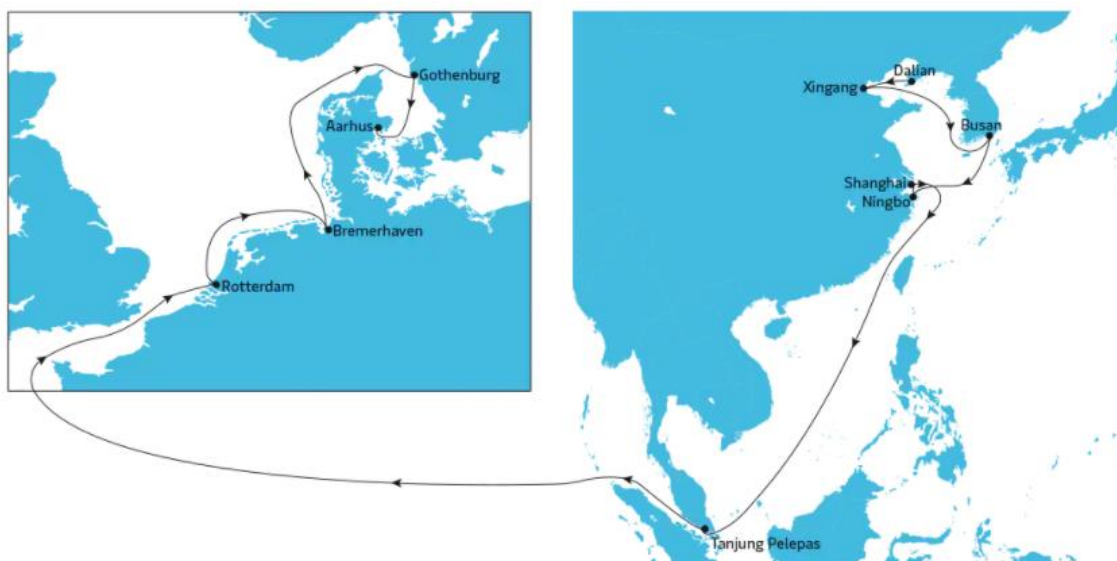 Gothenburg
Aarhus
Bremerhaven
Rotterdam
Dalian
Xingang
Busan
Shanghai
Ningbo
Tanjung Pelepas